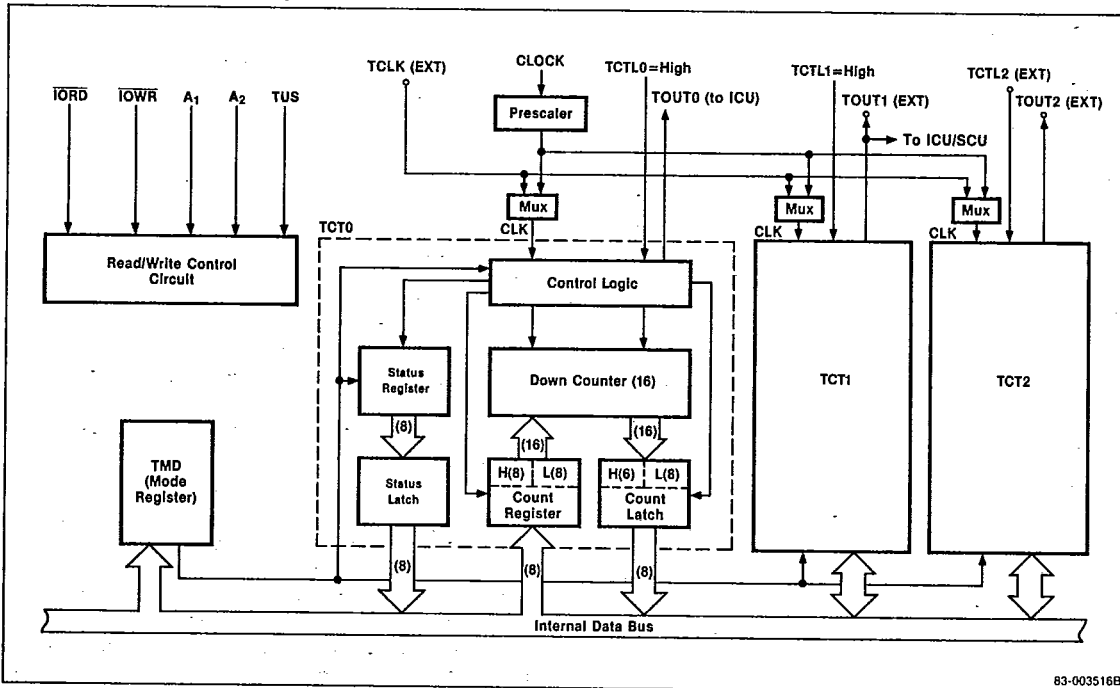 TCLK (EXT)
CLOCK
TCTL0=High
TCTL1=High
TCTL2 (EXT)
TOUT0 (to ICU)
TOUT1 (EXT)
TOUT2 (EXT)
IORD
IOWR
A1
A2
TUS
Prescaler
To ICU/SCU
Mux
Mux
Mux
TCT0
CLK
CLK
CLK
Read/Write Control
Circuit
Control Logic
Status
Register
Down Counter (16)
TCT1
TCT2
(8)
(16)
(16)
TMD
(Mode
Register)
Status
Latch
H(8)
L(8)
Count
Register
H(6)
L(8)
Count
Latch
(8)
(8)
(8)
Internal Data Bus
83-003516B